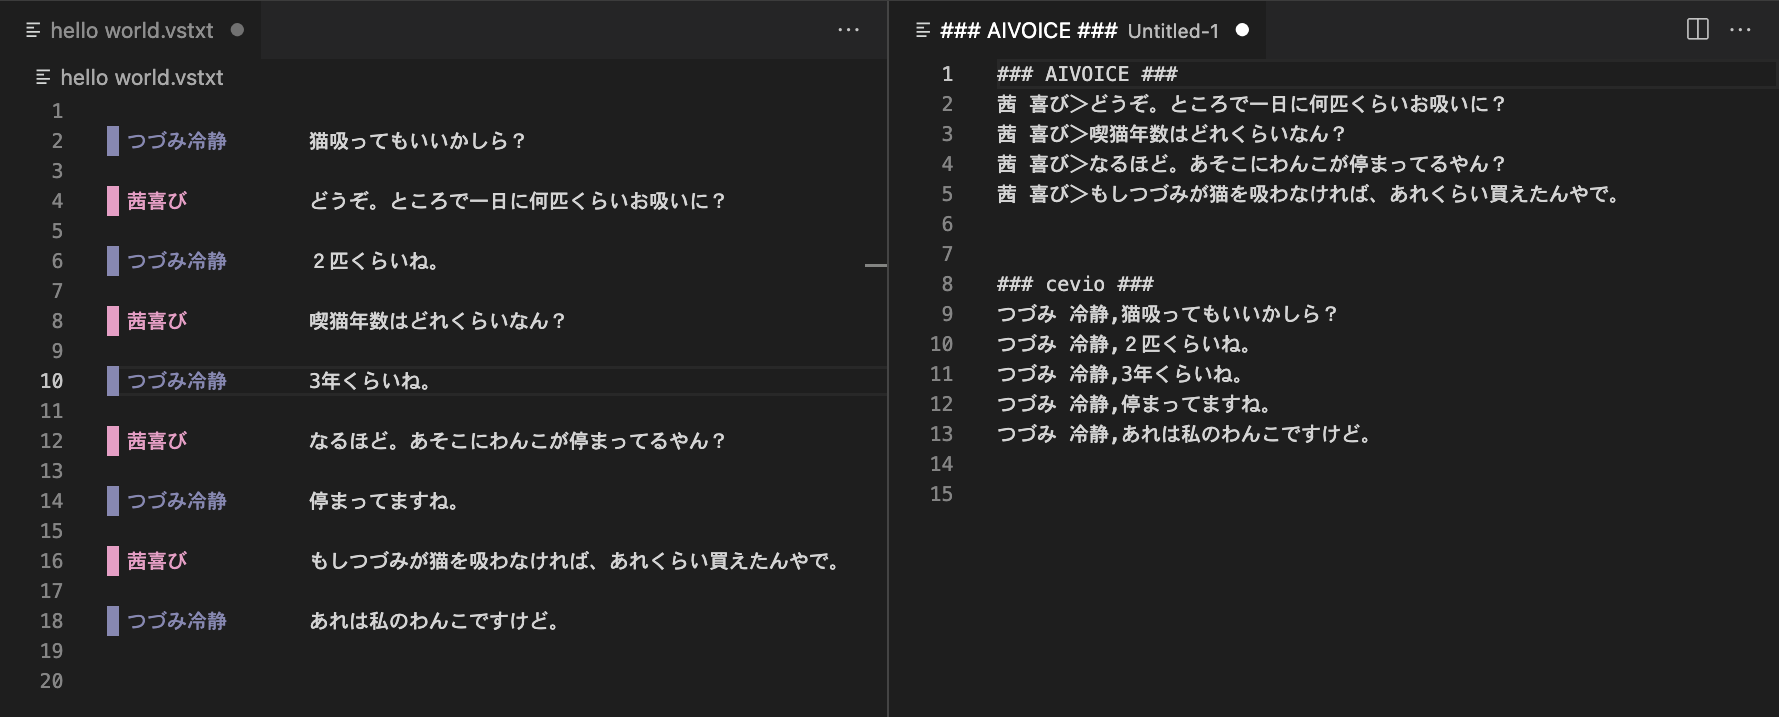 hello world.vstxt
hello world.vstxt
1
2 つづみ冷静 猫吸ってもいいかしら？
3
4 茜喜び どうぞ。ところで一日に何匹くらいお吸いに？
5
6 つづみ冷静 ２匹くらいね。
7
8 茜喜び 喫猫年数はどれくらいなん？
9
10 つづみ冷静 3年くらいね。
11
12 茜喜び なるほど。あそこにわんこが停まってるやん？
13
14 つづみ冷静 停まってますね。
15
16 茜喜び もしつづみが猫を吸わなければ、あれくらい買えたんやで。
17
18 つづみ冷静 あれは私のわんこですけど。
19
20
### AIVOICE ### Untitled-1
1 ### AIVOICE ###
2 茜 喜び＞どうぞ。ところで一日に何匹くらいお吸いに？
3 茜 喜び＞喫猫年数はどれくらいなん？
4 茜 喜び＞なるほど。あそこにわんこが停まってるやん？
5 茜 喜び＞もしつづみが猫を吸わなければ、あれくらい買えたんやで。
6
7
8 ### cevio ###
9 つづみ 冷静,猫吸ってもいいかしら？
10 つづみ 冷静,２匹くらいね。
11 つづみ 冷静,3年くらいね。
12 つづみ 冷静,停まってますね。
13 つづみ 冷静,あれは私のわんこですけど。
14
15